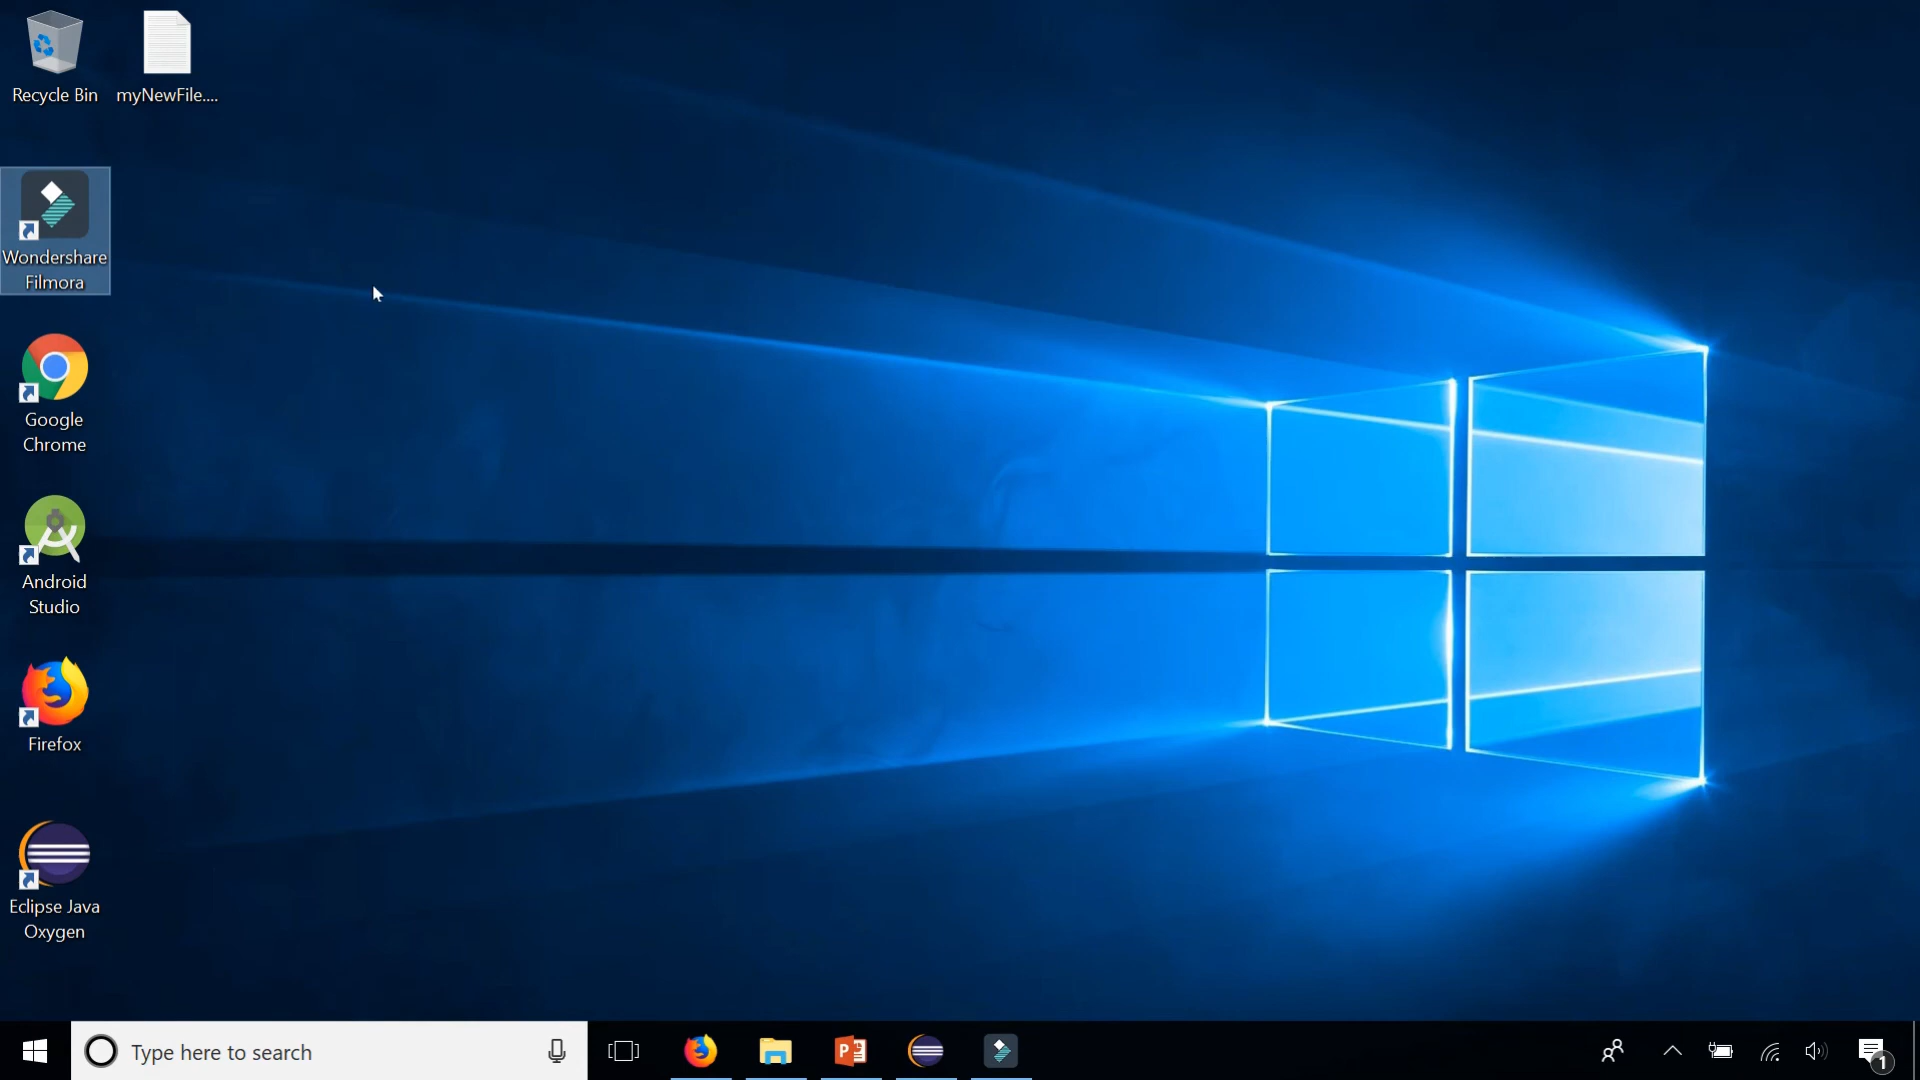 Recycle Bin
myNewFile....
Wondershare
Filmora
Google
Chrome
Android
Studio
Firefox
Eclipse Java
Oxygen
Type here to search
P
1